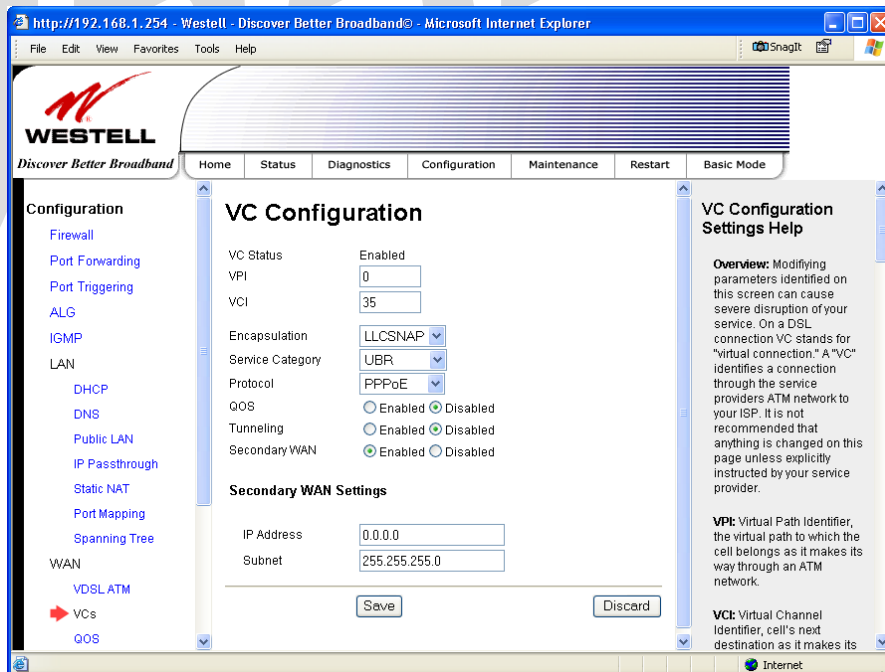 http://192.168.1.254 - Westell - Discover Better Broadband© - Microsoft Internet Explorer
File Edit View Favorites Tools Help
SnagIt
WESTELL
Discover Better Broadband
Home Status Diagnostics Configuration Maintenance Restart Basic Mode
Configuration
Firewall
Port Forwarding
Port Triggering
ALG
IGMP
LAN
DHCP
DNS
Public LAN
IP Passthrough
Static NAT
Port Mapping
Spanning Tree
WAN
VDSL ATM
VCs
QOS
VC Configuration
VC Status Enabled
VPI 0
VCI 35
Encapsulation LLCSNAP
Service Category UBR
Protocol PPPoE
QOS Enabled Disabled
Tunneling Enabled Disabled
Secondary WAN Enabled Disabled
Secondary WAN Settings
IP Address 0.0.0.0
Subnet 255.255.255.0
Save Discard
VC Configuration
Settings Help
Overview: Modifiying
parameters identified on
this screen can cause
severe disruption of your
service. On a DSL
connection VC stands for
"virtual connection." A "VC"
identifies a connection
through the service
providers ATM network to
your ISP. It is not
recommended that
anything is changed on this
page unless explicitly
instructed by your service
provider.
VPI: Virtual Path Identifier,
the virtual path to which the
cell belongs as it makes its
way through an ATM
network.
VCI: Virtual Channel
Identifier, cell's next
destination as it makes its
Internet